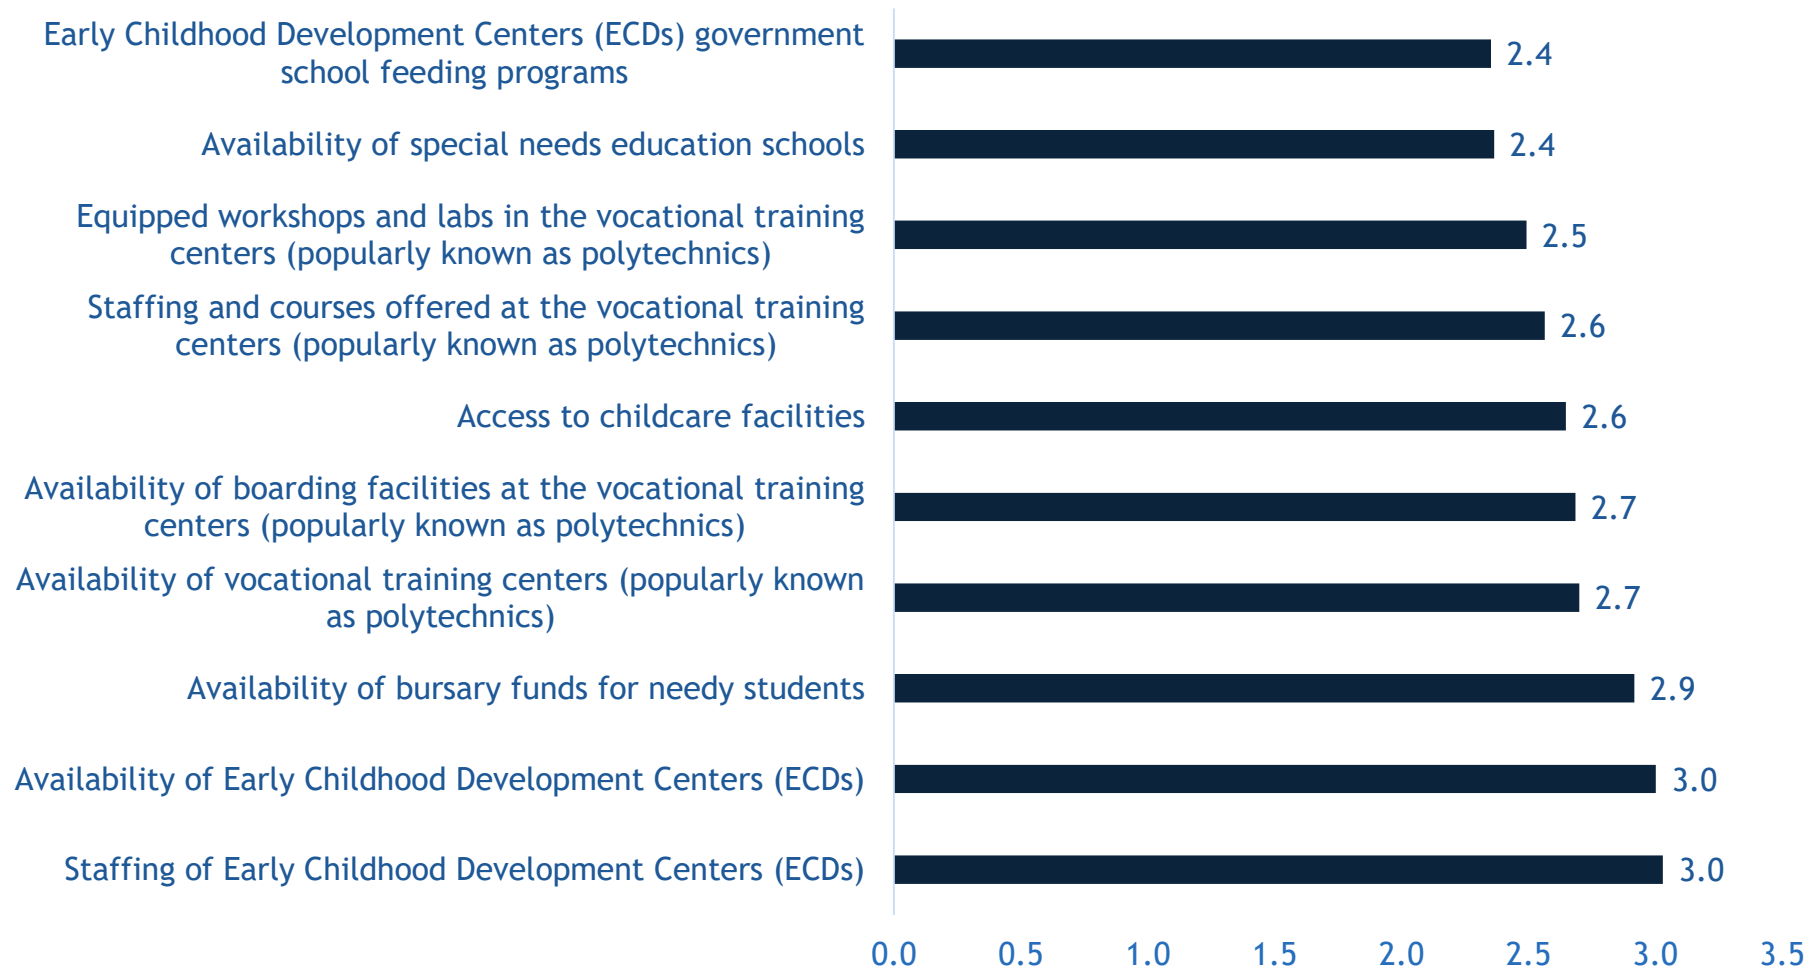 Early Childhood Development Centers (ECDs) government
school feeding programs
2.4
Availability of special needs education schools
2.4
Equipped workshops and labs in the vocational training
centers (popularly known as polytechnics)
2.5
Staffing and courses offered at the vocational training
centers (popularly known as polytechnics)
2.6
Access to childcare facilities
2.6
Availability of boarding facilities at the vocational training
centers (popularly known as polytechnics)
2.7
Availability of vocational training centers (popularly known
as polytechnics)
2.7
Availability of bursary funds for needy students
2.9
Availability of Early Childhood Development Centers (ECDs)
3.0
Staffing of Early Childhood Development Centers (ECDs)
3.0
0.0 0.5 1.0 1.5 2.0 2.5 3.0 3.5